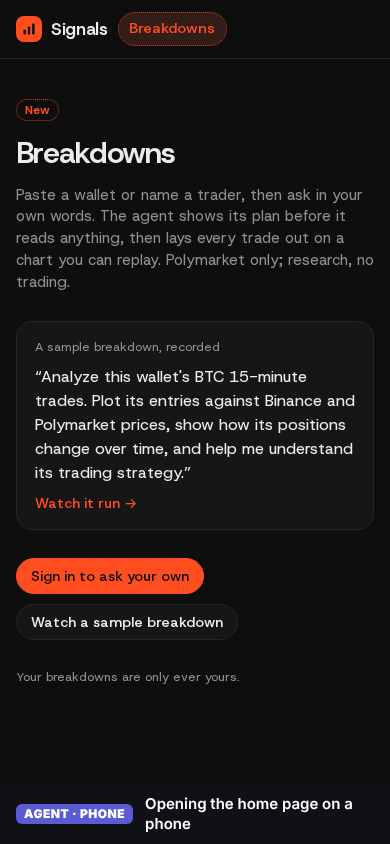 Signals
Breakdowns
New
Breakdowns
Paste a wallet or name a trader, then ask in your
own words. The agent shows its plan before it
reads anything, then lays every trade out on a
chart you can replay. Polymarket only; research, no
trading.
A sample breakdown, recorded
“Analyze this wallet's BTC 15-minute
trades. Plot its entries against Binance and
Polymarket prices, show how its positions
change over time, and help me understand
its trading strategy.”
Watch it run →
Sign in to ask your own
Watch a sample breakdown
Your breakdowns are only ever yours.
AGENT · PHONE
Opening the home page on a
phone